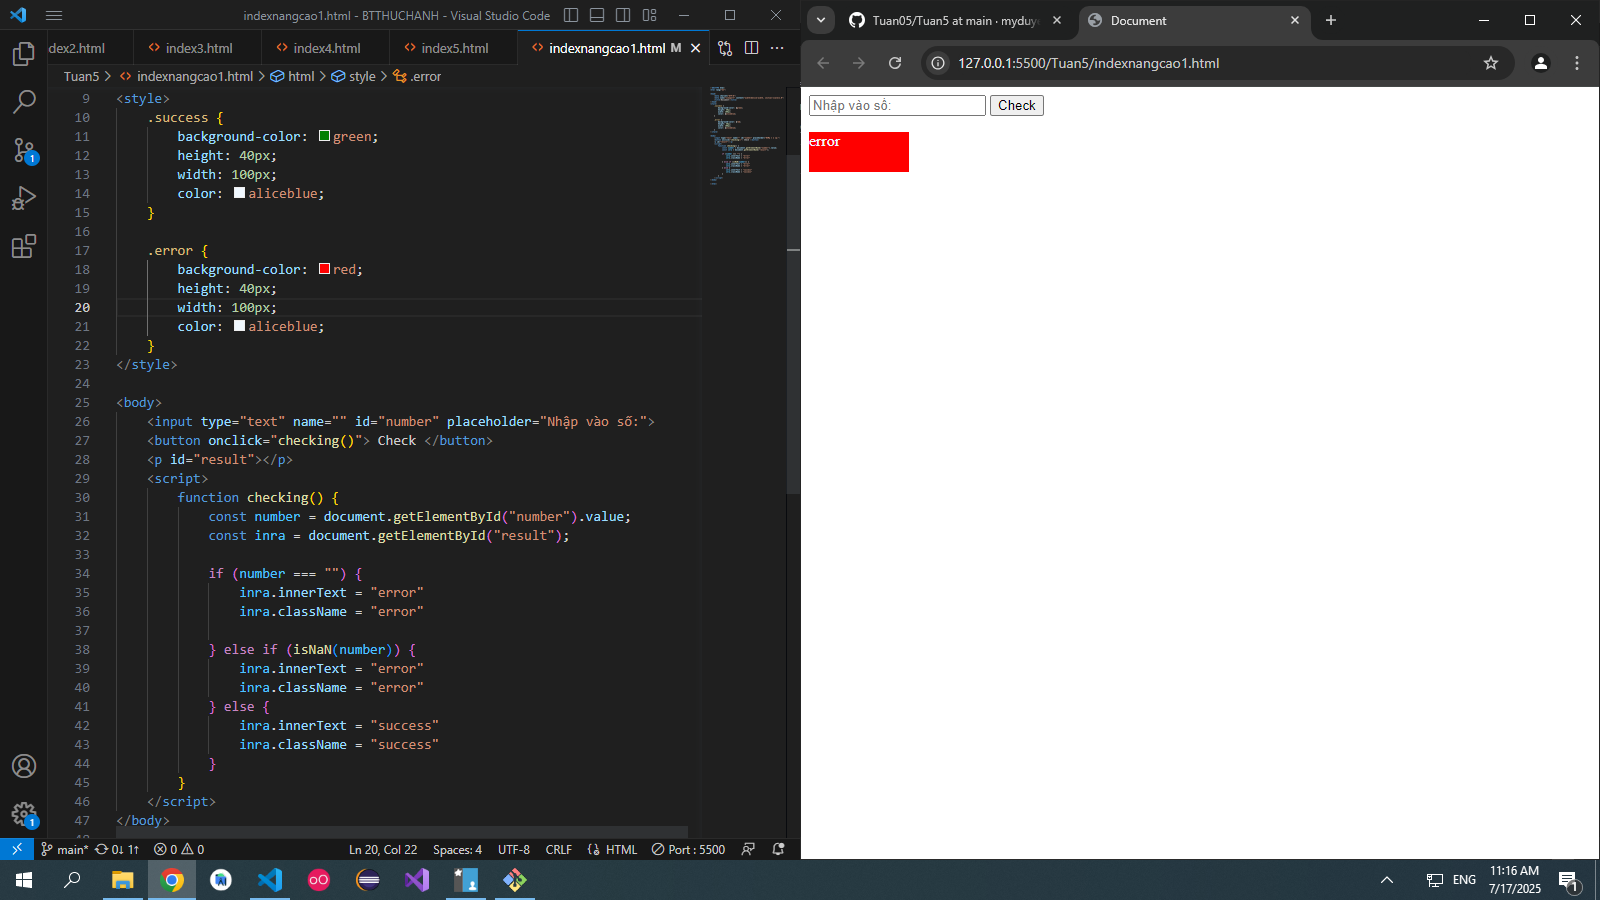 indexnangcao1.html - BTTHUCHANH - Visual Studio Code
dex2.html
index3.html
index4.html
index5.html
indexnangcao1.html M
Tuan5 > indexnangcao1.html > html > style > .error
9 <style>
10 .success {
11 background-color: green;
12 height: 40px;
13 width: 100px;
14 color: aliceblue;
15 }
16
17 .error {
18 background-color: red;
19 height: 40px;
20 width: 100px;
21 color: aliceblue;
22 }
23 </style>
24
25 <body>
26 <input type="text" name="" id="number" placeholder="Nhập vào số:">
27 <button onclick="checking()"> Check </button>
28 <p id="result"></p>
29 <script>
30 function checking() {
31 const number = document.getElementById("number").value;
32 const inra = document.getElementById("result");
33
34 if (number === "") {
35 inra.innerText = "error"
36 inra.className = "error"
37
38 } else if (isNaN(number)) {
39 inra.innerText = "error"
40 inra.className = "error"
41 } else {
42 inra.innerText = "success"
43 inra.className = "success"
44 }
45 }
46 </script>
47 </body>
1
1
main* 0↓ 1↑ 0 0 Ln 20, Col 22 Spaces: 4 UTF-8 CRLF HTML Port : 5500
Tuan05/Tuan5 at main · myduy
Document
127.0.0.1:5500/Tuan5/indexnangcao1.html
Nhập vào số: Check
error
ENG
11:16 AM
7/17/2025
1